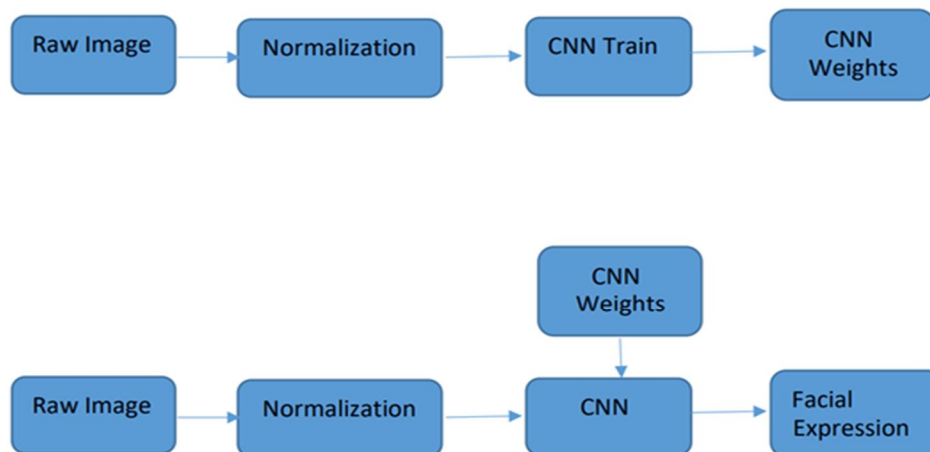 Raw Image
Normalization
CNN Train
CNN
Weights
CNN
Weights
Raw Image
Normalization
CNN
Facial
Expression